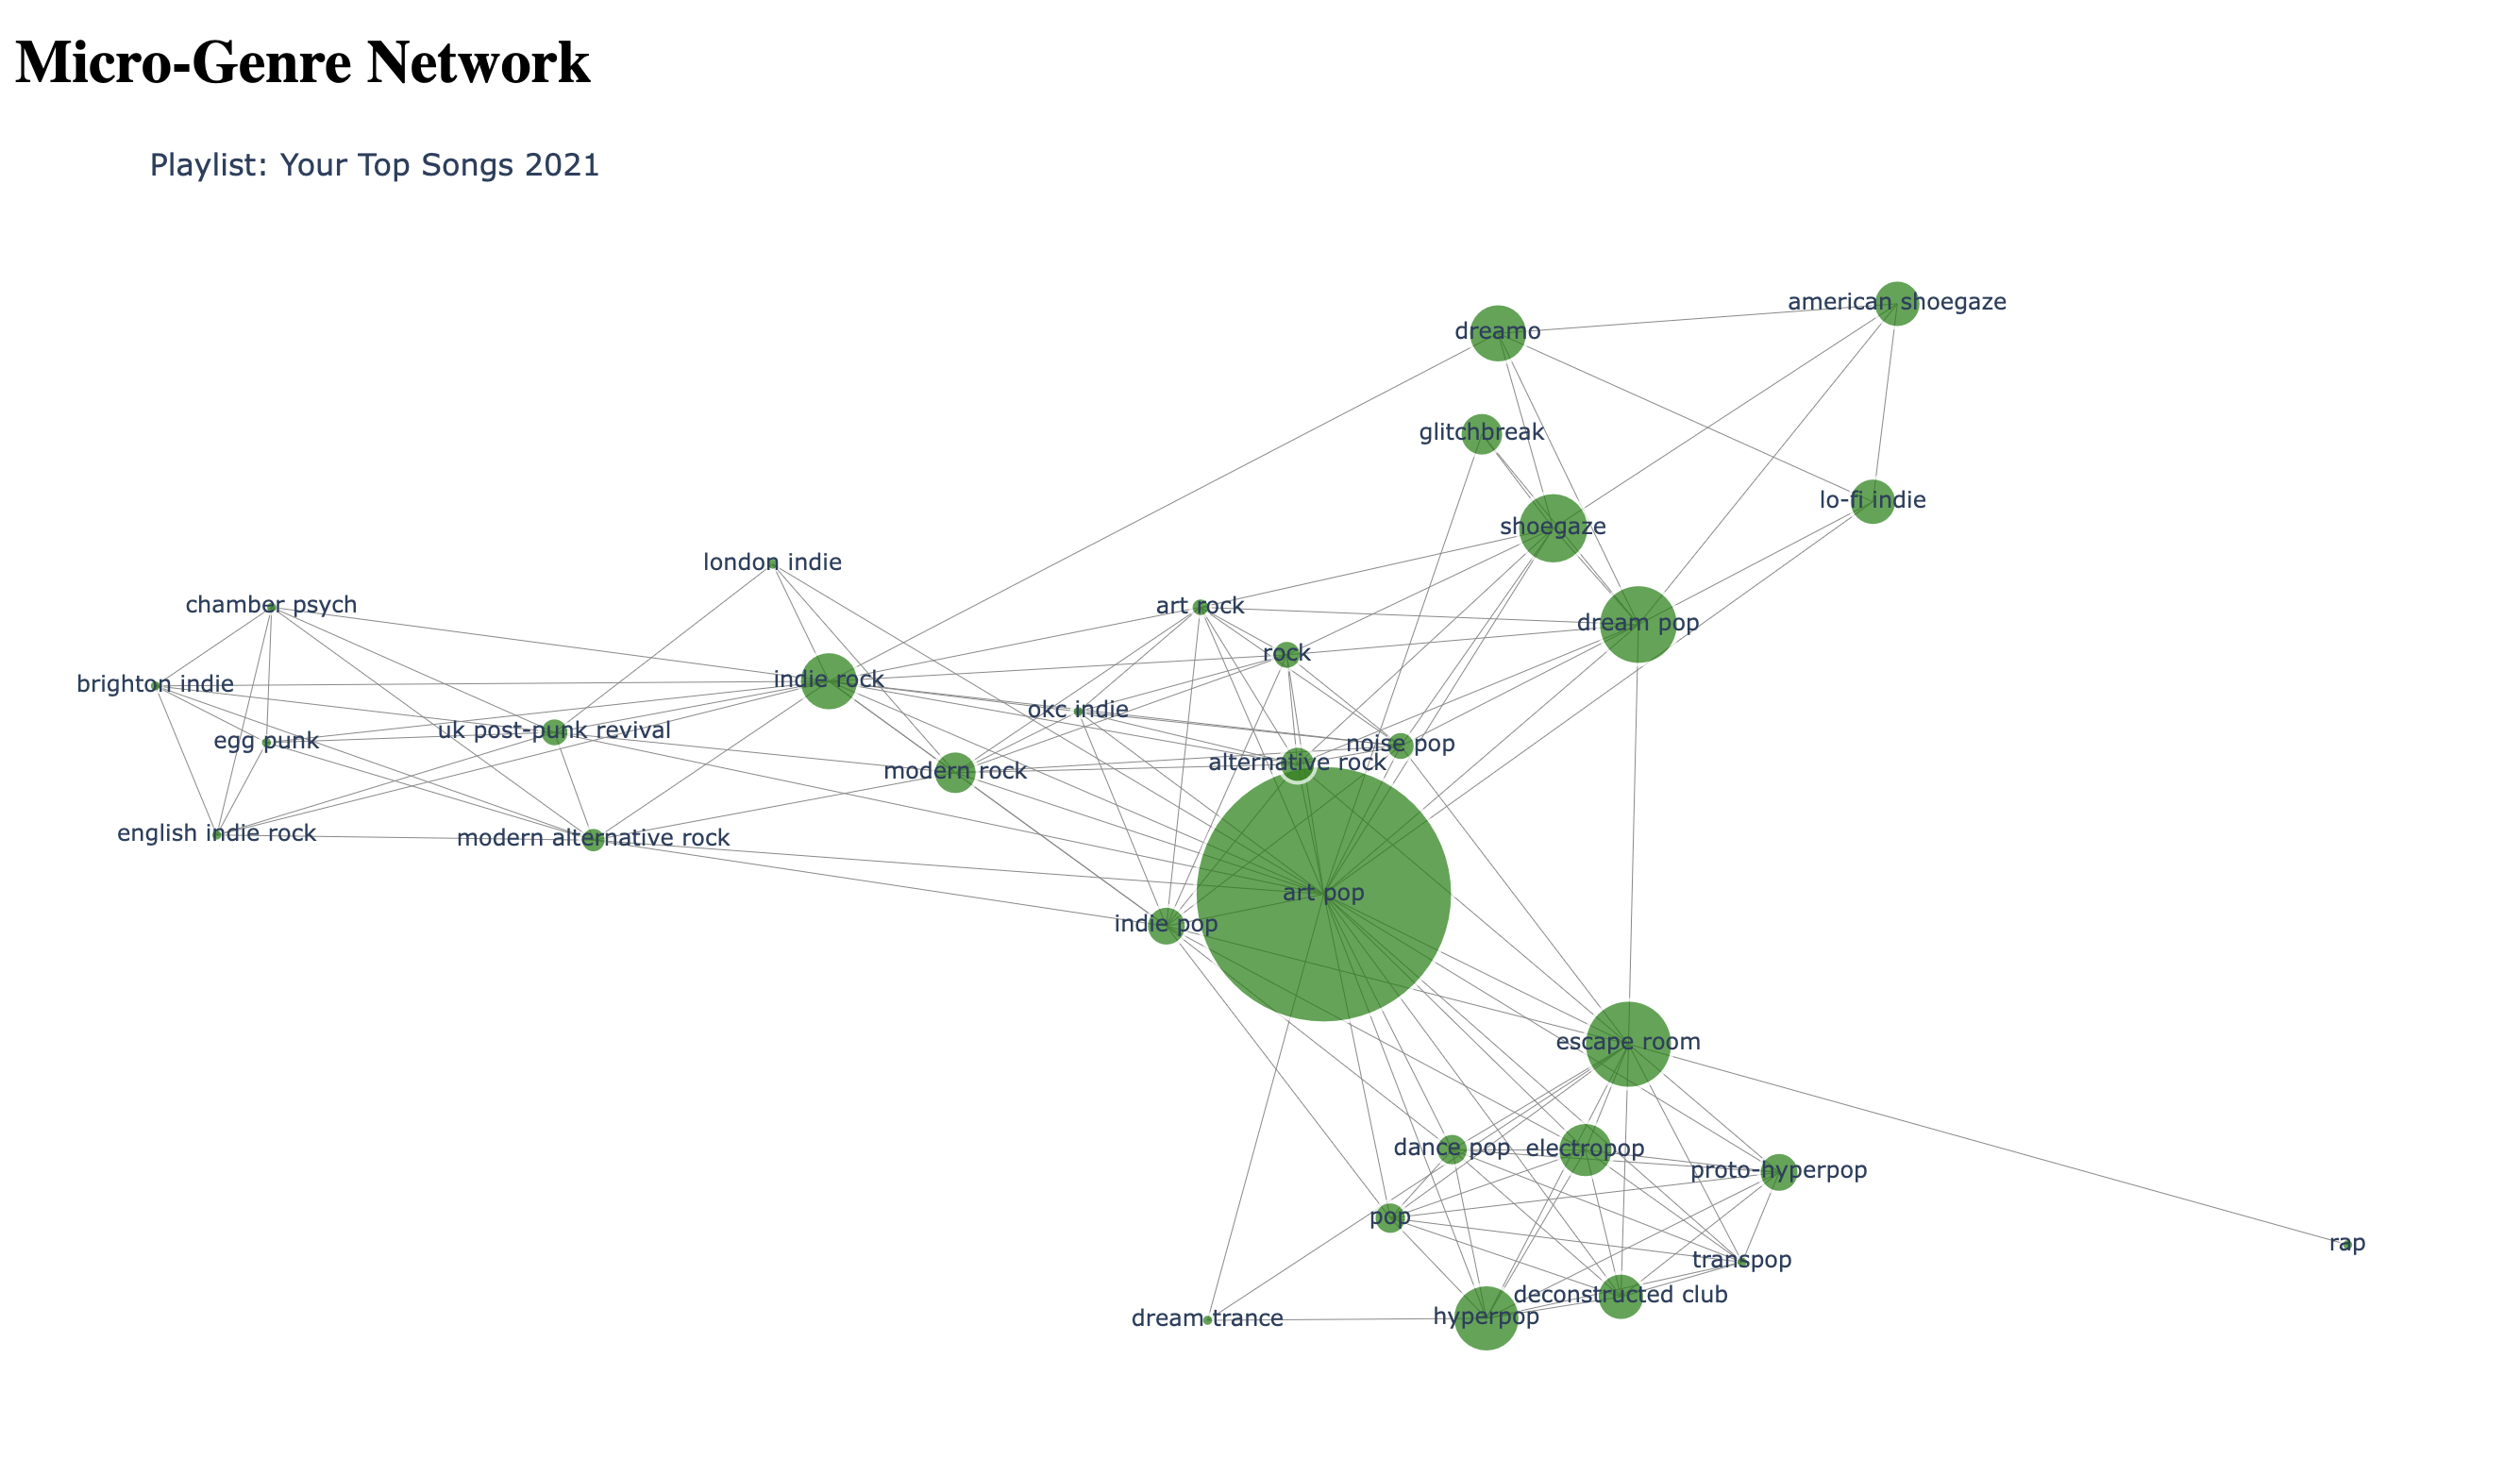 Micro-Genre Network
Playlist: Your Top Songs 2021
american shoegaze
dreamo
glitchbreak
lo-fi indie
shoegaze
london indie
chamber psych
art rock
dream pop
rock
indie rock
brighton indie
okc indie
uk post-punk revival
egg punk
noise pop
alternative rock
modern rock
english indie rock
modern alternative rock
art pop
indie pop
escape room
dance pop
electropop
proto-hyperpop
pop
rap
transpop
deconstructed club
hyperpop
dream trance